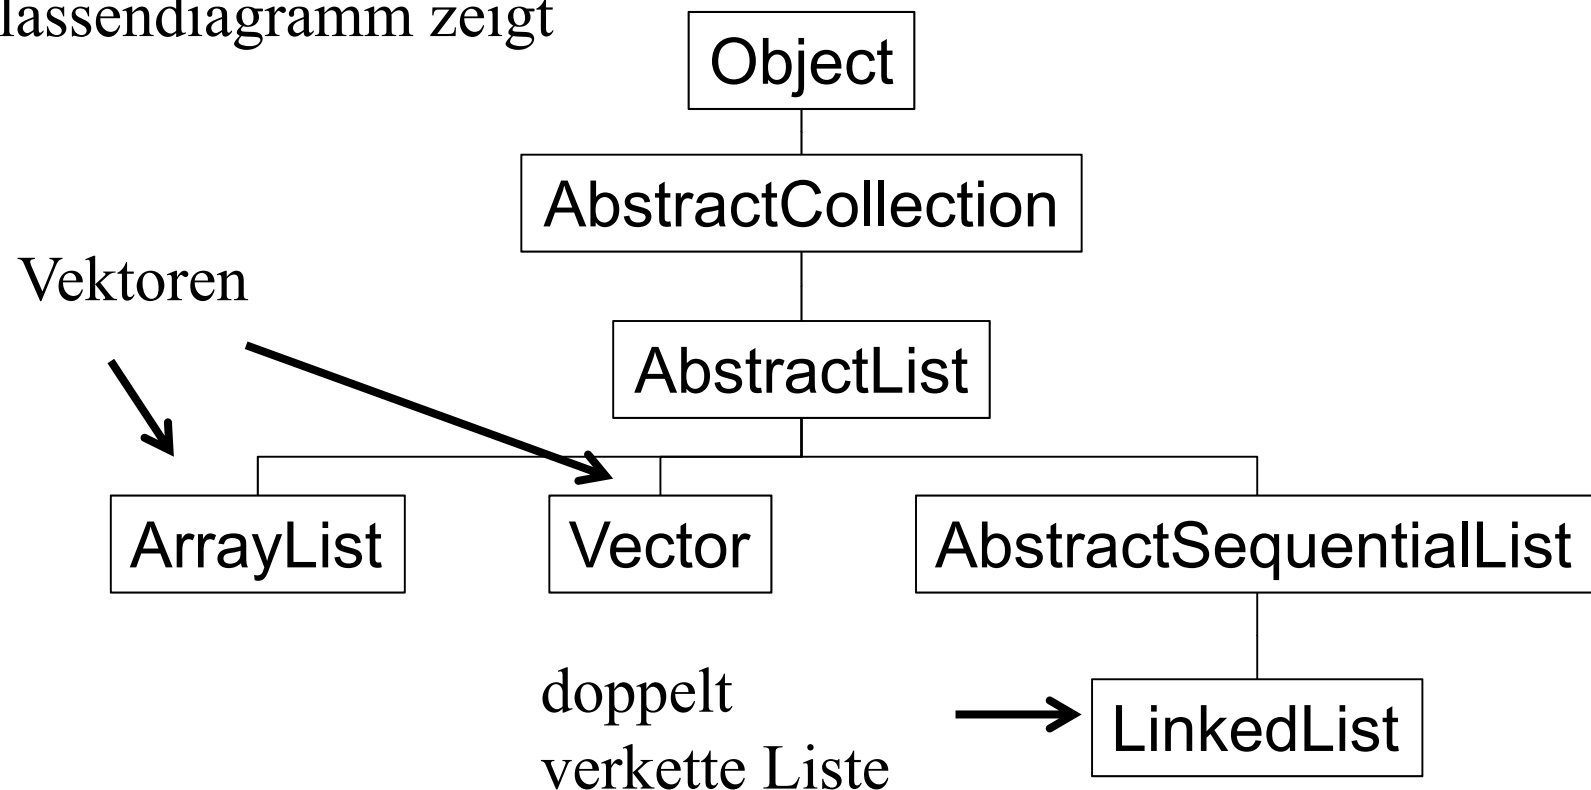 lassendiagramm zeigt
Object
AbstractCollection
Vektoren
AbstractList
ArrayList
Vector
AbstractSequentialList
doppelt
verkette Liste
LinkedList